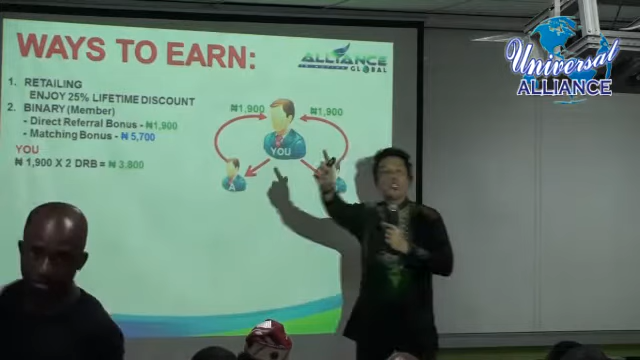 WAYS TO EARN:
ALLIANCE
GLOBAL
1. RETAILING
ENJOY 25% LIFETIME DISCOUNT
2. BINARY (Member)
- Direct Referral Bonus - ₦1,900
- Matching Bonus - ₦ 5,700
YOU
₦ 1,900 X 2 DRB = ₦ 3,800
₦1,900
₦1,900
YOU
Universal
ALLIANCE